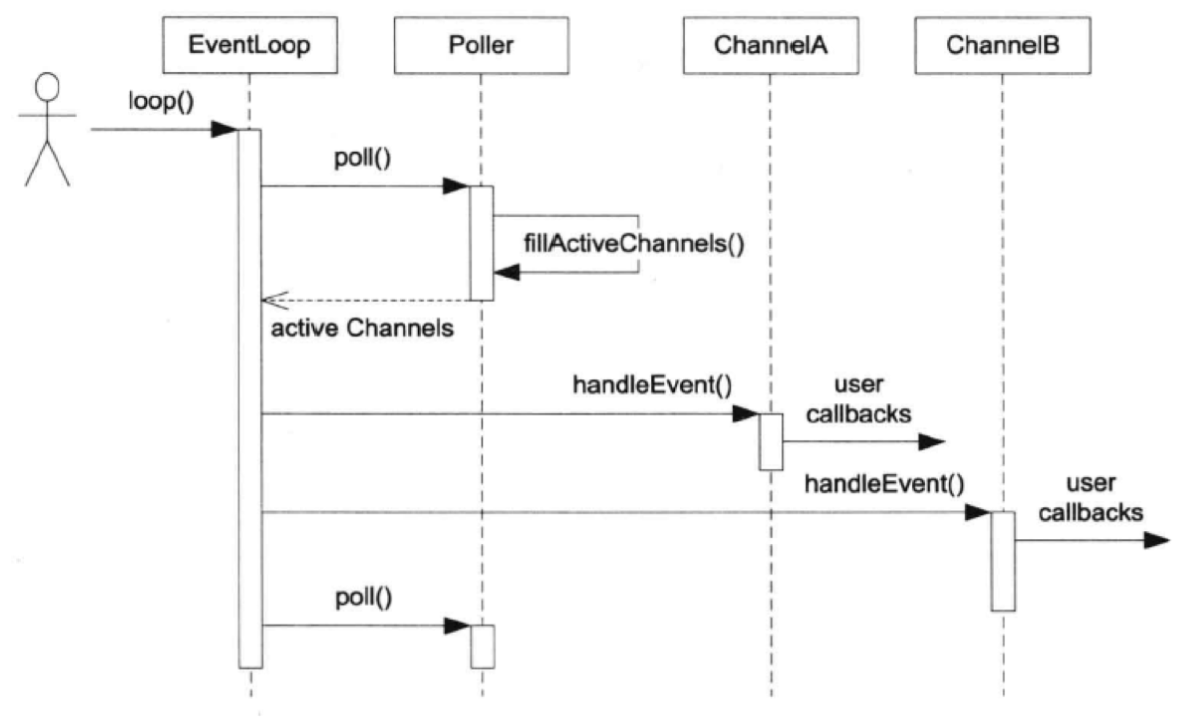 EventLoop
Poller
ChannelA
ChannelB
loop()
poll()
fillActiveChannels()
active Channels
handleEvent()
user
callbacks
handleEvent()
user
callbacks
poll()